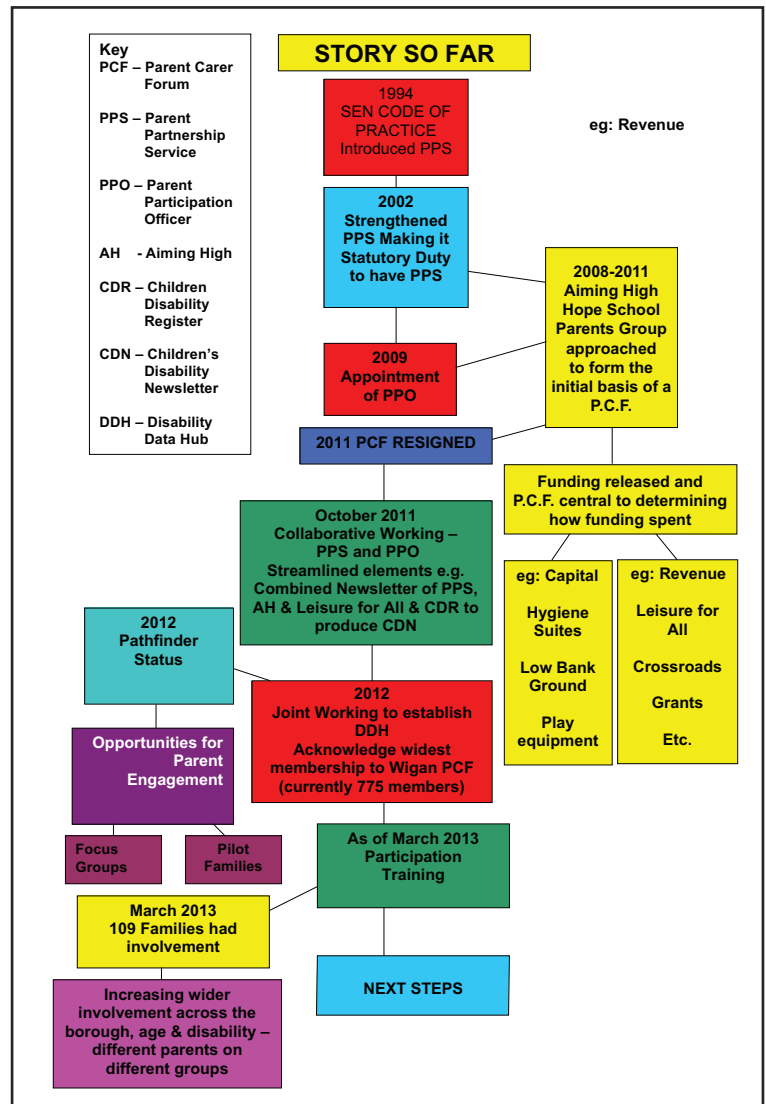 Key
PCF – Parent Carer
Forum
PPS – Parent
Partnership
Service
PPO – Parent
Participation
Officer
AH - Aiming High
CDR – Children
Disability
Register
CDN – Children's
Disability
Newsletter
DDH – Disability
Data Hub
STORY SO FAR
1994
SEN CODE OF
PRACTICE
Introduced PPS
eg: Revenue
2002
Strengthened
PPS Making it
Statutory Duty
to have PPS
2008-2011
Aiming High
Hope School
Parents Group
approached
to form the
initial basis of a
P.C.F.
2009
Appointment
of PPO
2011 PCF RESIGNED
Funding released and
P.C.F. central to determining
how funding spent
eg: Capital
Hygiene
Suites
Low Bank
Ground
Play
equipment
eg: Revenue
Leisure for
All
Crossroads
Grants
Etc.
October 2011
Collaborative Working –
PPS and PPO
Streamlined elements e.g.
Combined Newsletter of PPS,
AH & Leisure for All & CDR to
produce CDN
2012
Pathfinder
Status
2012
Joint Working to establish
DDH
Acknowledge widest
membership to Wigan PCF
(currently 775 members)
Opportunities for
Parent
Engagement
Focus
Groups
Pilot
Families
As of March 2013
Participation
Training
March 2013
109 Families had
involvement
NEXT STEPS
Increasing wider
involvement across the
borough, age & disability –
different parents on
different groups